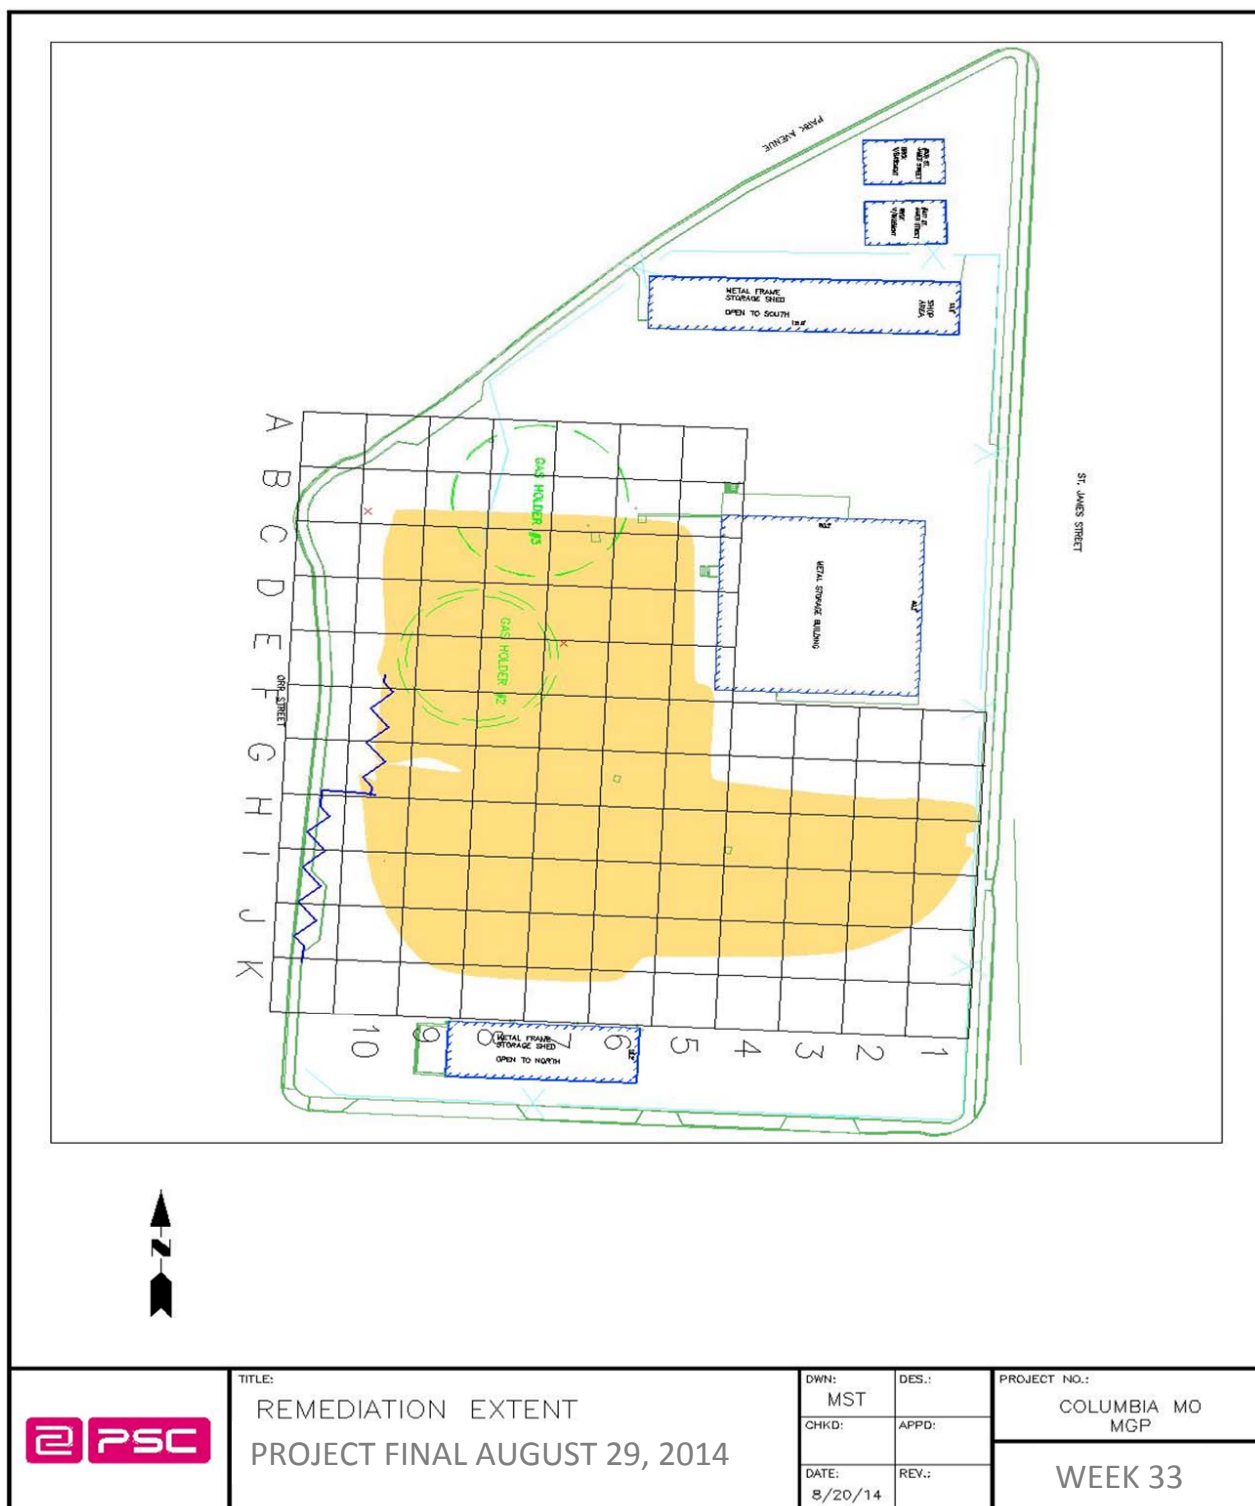 PARK AVENUE
METAL FRAME
STORAGE SHED
OPEN TO SOUTH
SHOP
AREA
ST. JAMES STREET
GAS HOLDER #3
METAL STORAGE BUILDING
GAS HOLDER #2
ORR STREET
A
B
C
D
E
F
G
H
I
J
K
10
9
8
7
6
5
4
3
2
1
METAL FRAME
STORAGE SHED
OPEN TO NORTH
N
PSC
TITLE:
REMEDIATION EXTENT
PROJECT FINAL AUGUST 29, 2014
DWN:
MST
DES.:
CHKD:
APPD:
DATE:
8/20/14
REV.:
PROJECT NO.:
COLUMBIA MO
MGP
WEEK 33